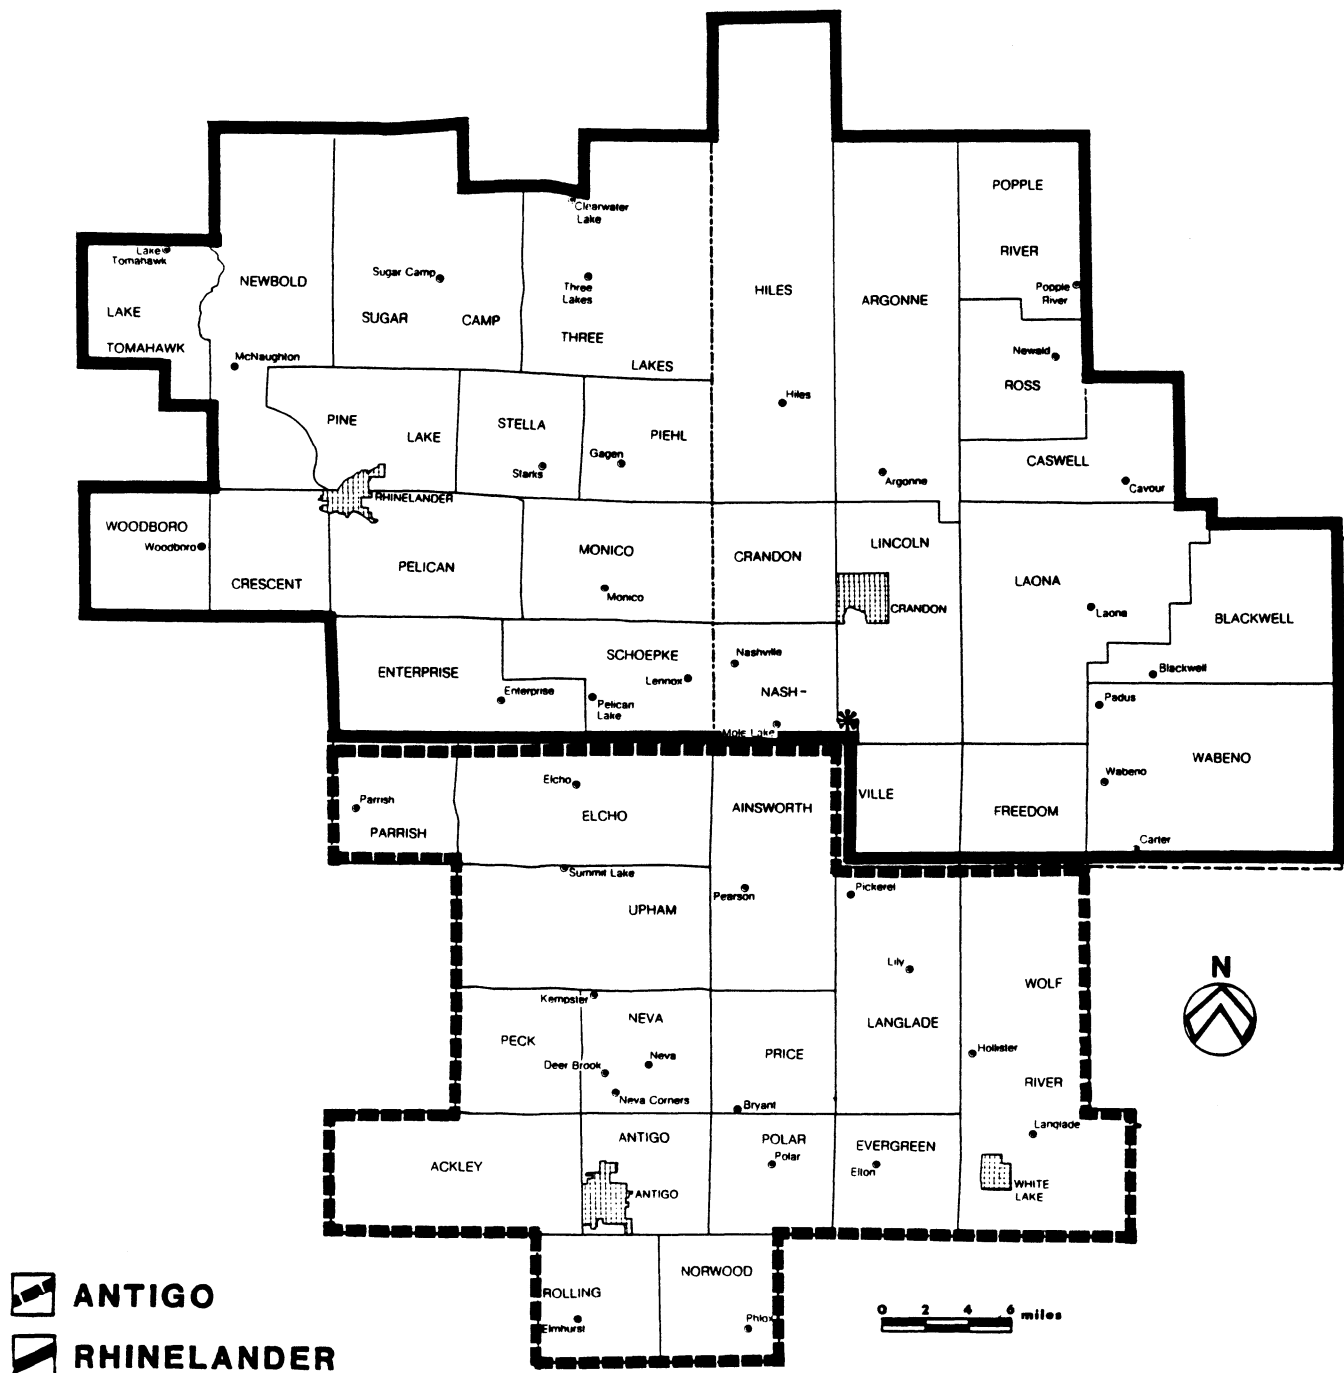 POPPLE
Clearwater
Lake
Lake
Tomahawk
RIVER
NEWBOLD
Sugar Camp
Three
Lakes
HILES
ARGONNE
Popple
River
LAKE
SUGAR
CAMP
THREE
TOMAHAWK
McNaughton
LAKES
Newald
ROSS
Hiles
PINE
LAKE
STELLA
PIEHL
Gagen
Starks
CASWELL
Argonne
Cavour
RHINELANDER
WOODBORO
Woodboro
MONICO
CRANDON
LINCOLN
CRESCENT
PELICAN
Monico
LAONA
Laona
CRANDON
BLACKWELL
SCHOEPKE
Nashville
ENTERPRISE
Lennox
Blackwell
Enterprise
Pelican
Lake
NASH-
Padus
Mole Lake
WABENO
Elcho
Wabeno
Parrish
ELCHO
AINSWORTH
VILLE
FREEDOM
PARRISH
Carter
Summit Lake
Pearson
Pickerel
UPHAM
Lily
N
WOLF
Kempster
NEVA
LANGLADE
PECK
Neva
PRICE
Hollister
Deer Brook
RIVER
Neva Corners
Bryant
Langlade
ANTIGO
POLAR
EVERGREEN
ACKLEY
Polar
Elton
ANTIGO
WHITE
LAKE
NORWOOD
ROLLING
ANTIGO
Elmhurst
Phlox
0 2 4 6 miles
RHINELANDER